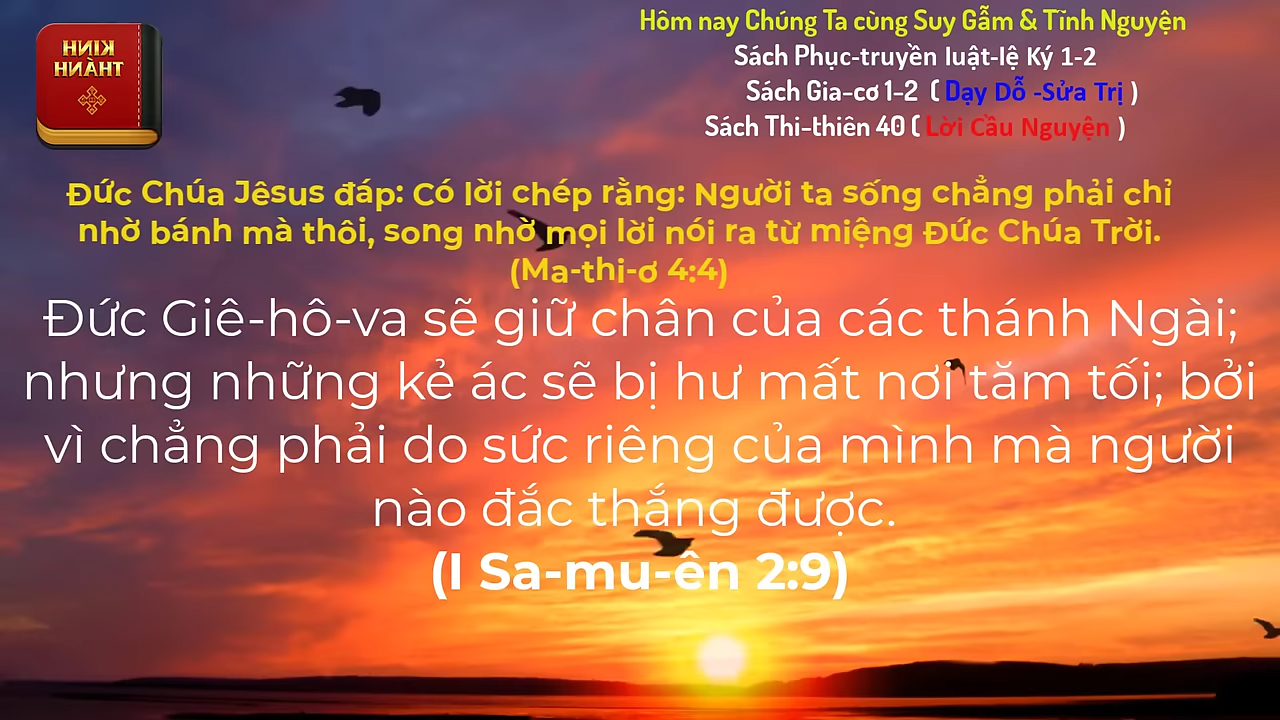 KINH
THÁNH
Hôm nay Chúng Ta cùng Suy Gẫm & Tĩnh Nguyện
Sách Phục-truyền luật-lệ Ký 1-2
Sách Gia-cơ 1-2 ( Dạy Dỗ -Sửa Trị )
Sách Thi-thiên 40 ( Lời Cầu Nguyện )
Đức Chúa Jêsus đáp: Có lời chép rằng: Người ta sống chẳng phải chỉ
nhờ bánh mà thôi, song nhờ mọi lời nói ra từ miệng Đức Chúa Trời.
(Ma-thi-ơ 4:4)
Đức Giê-hô-va sẽ giữ chân của các thánh Ngài;
nhưng những kẻ ác sẽ bị hư mất nơi tăm tối; bởi
vì chẳng phải do sức riêng của mình mà người
nào đắc thắng được.
(I Sa-mu-ên 2:9)